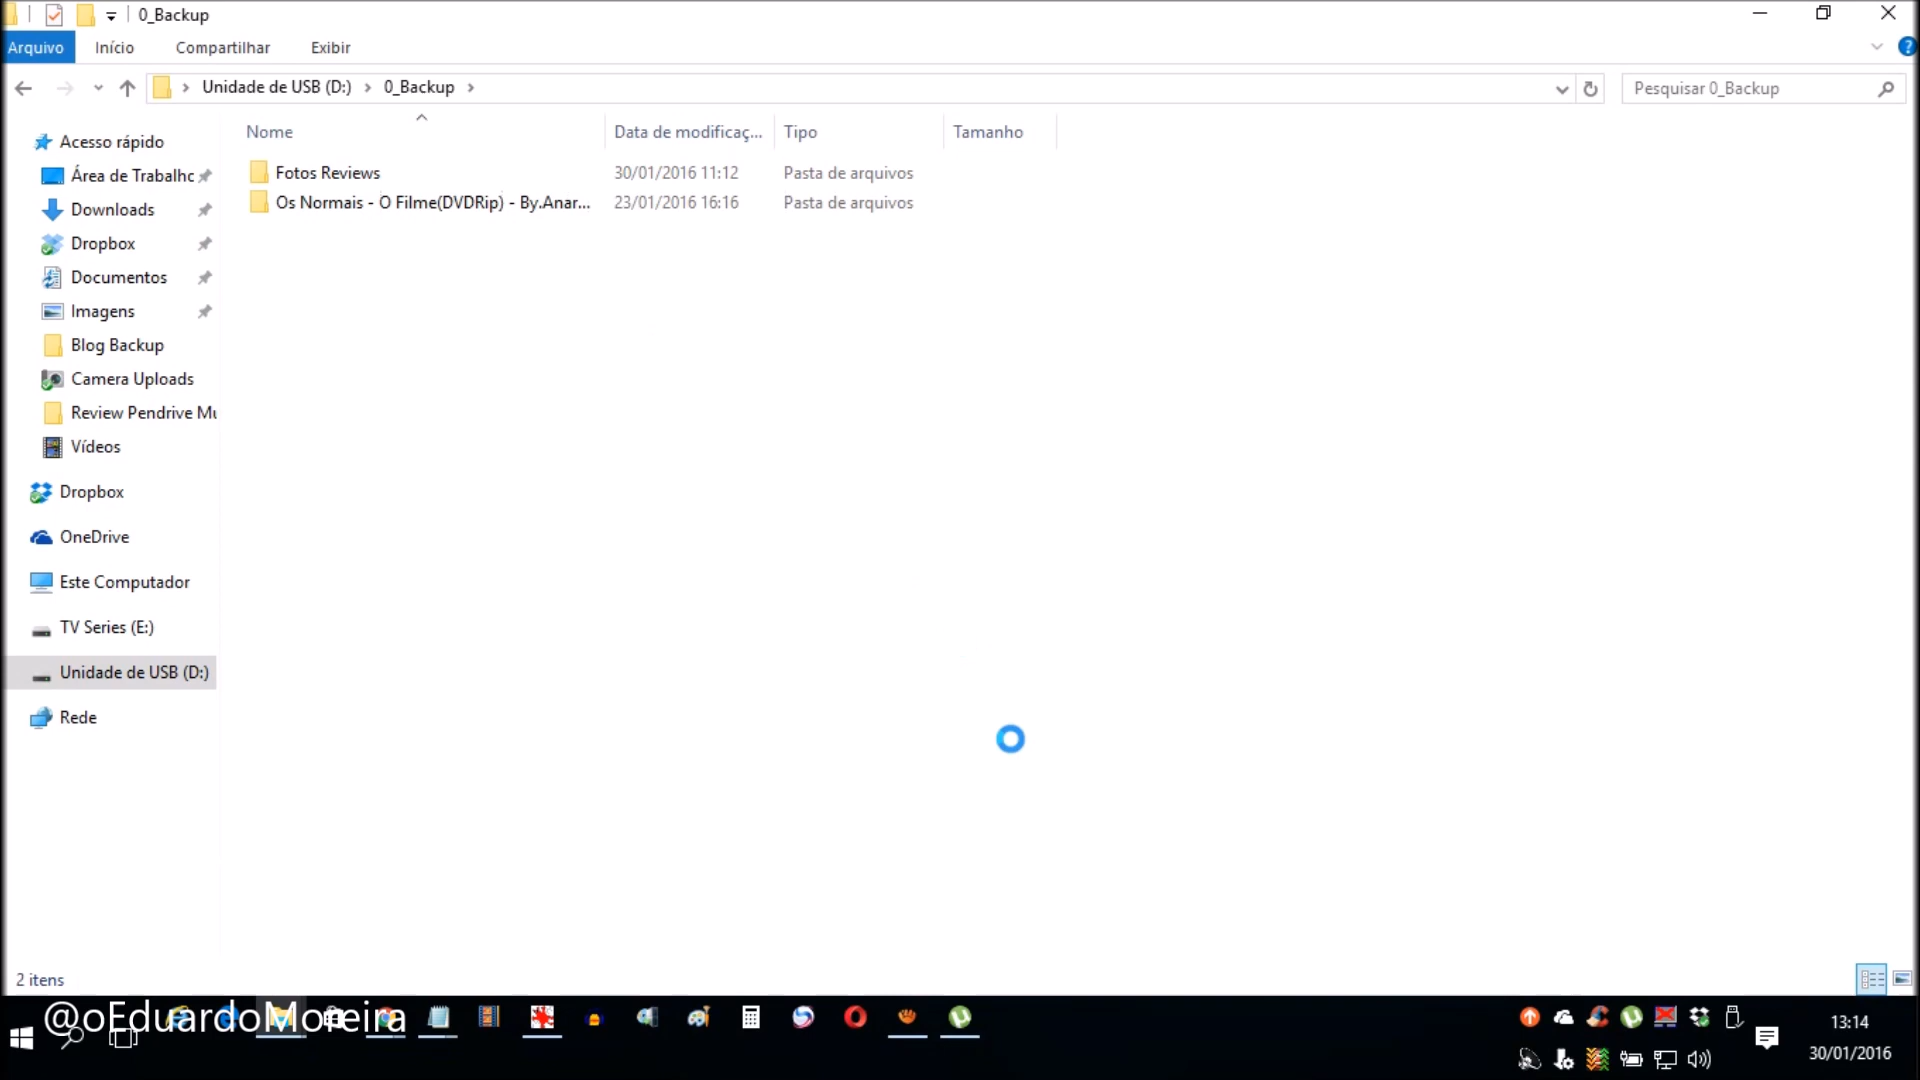 0_Backup
Arquivo Início Compartilhar Exibir
Unidade de USB (D:) 0_Backup
Pesquisar 0_Backup
Nome Data de modificaç... Tipo Tamanho
Fotos Reviews 30/01/2016 11:12 Pasta de arquivos
Os Normais - O Filme(DVDRip) - By.Anar... 23/01/2016 16:16 Pasta de arquivos
Acesso rápido
Área de Trabalhc
Downloads
Dropbox
Documentos
Imagens
Blog Backup
Camera Uploads
Review Pendrive Mu
Vídeos
Dropbox
OneDrive
Este Computador
TV Series (E:)
Unidade de USB (D:)
Rede
2 itens
@oEduardoMoreira
13:14
30/01/2016